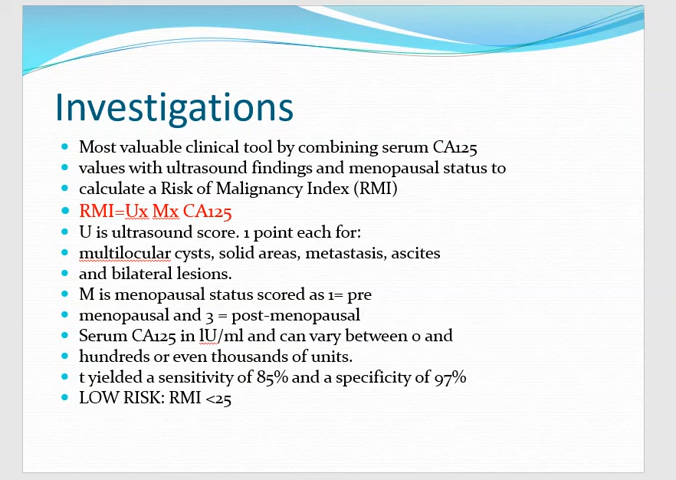 Investigations
Most valuable clinical tool by combining serum CA125
values with ultrasound findings and menopausal status to
calculate a Risk of Malignancy Index (RMI)
RMI=Ux Mx CA125
U is ultrasound score. 1 point each for:
multilocular cysts, solid areas, metastasis, ascites
and bilateral lesions.
M is menopausal status scored as 1= pre
menopausal and 3 = post-menopausal
Serum CA125 in lU/ml and can vary between 0 and
hundreds or even thousands of units.
t yielded a sensitivity of 85% and a specificity of 97%
LOW RISK: RMI <25